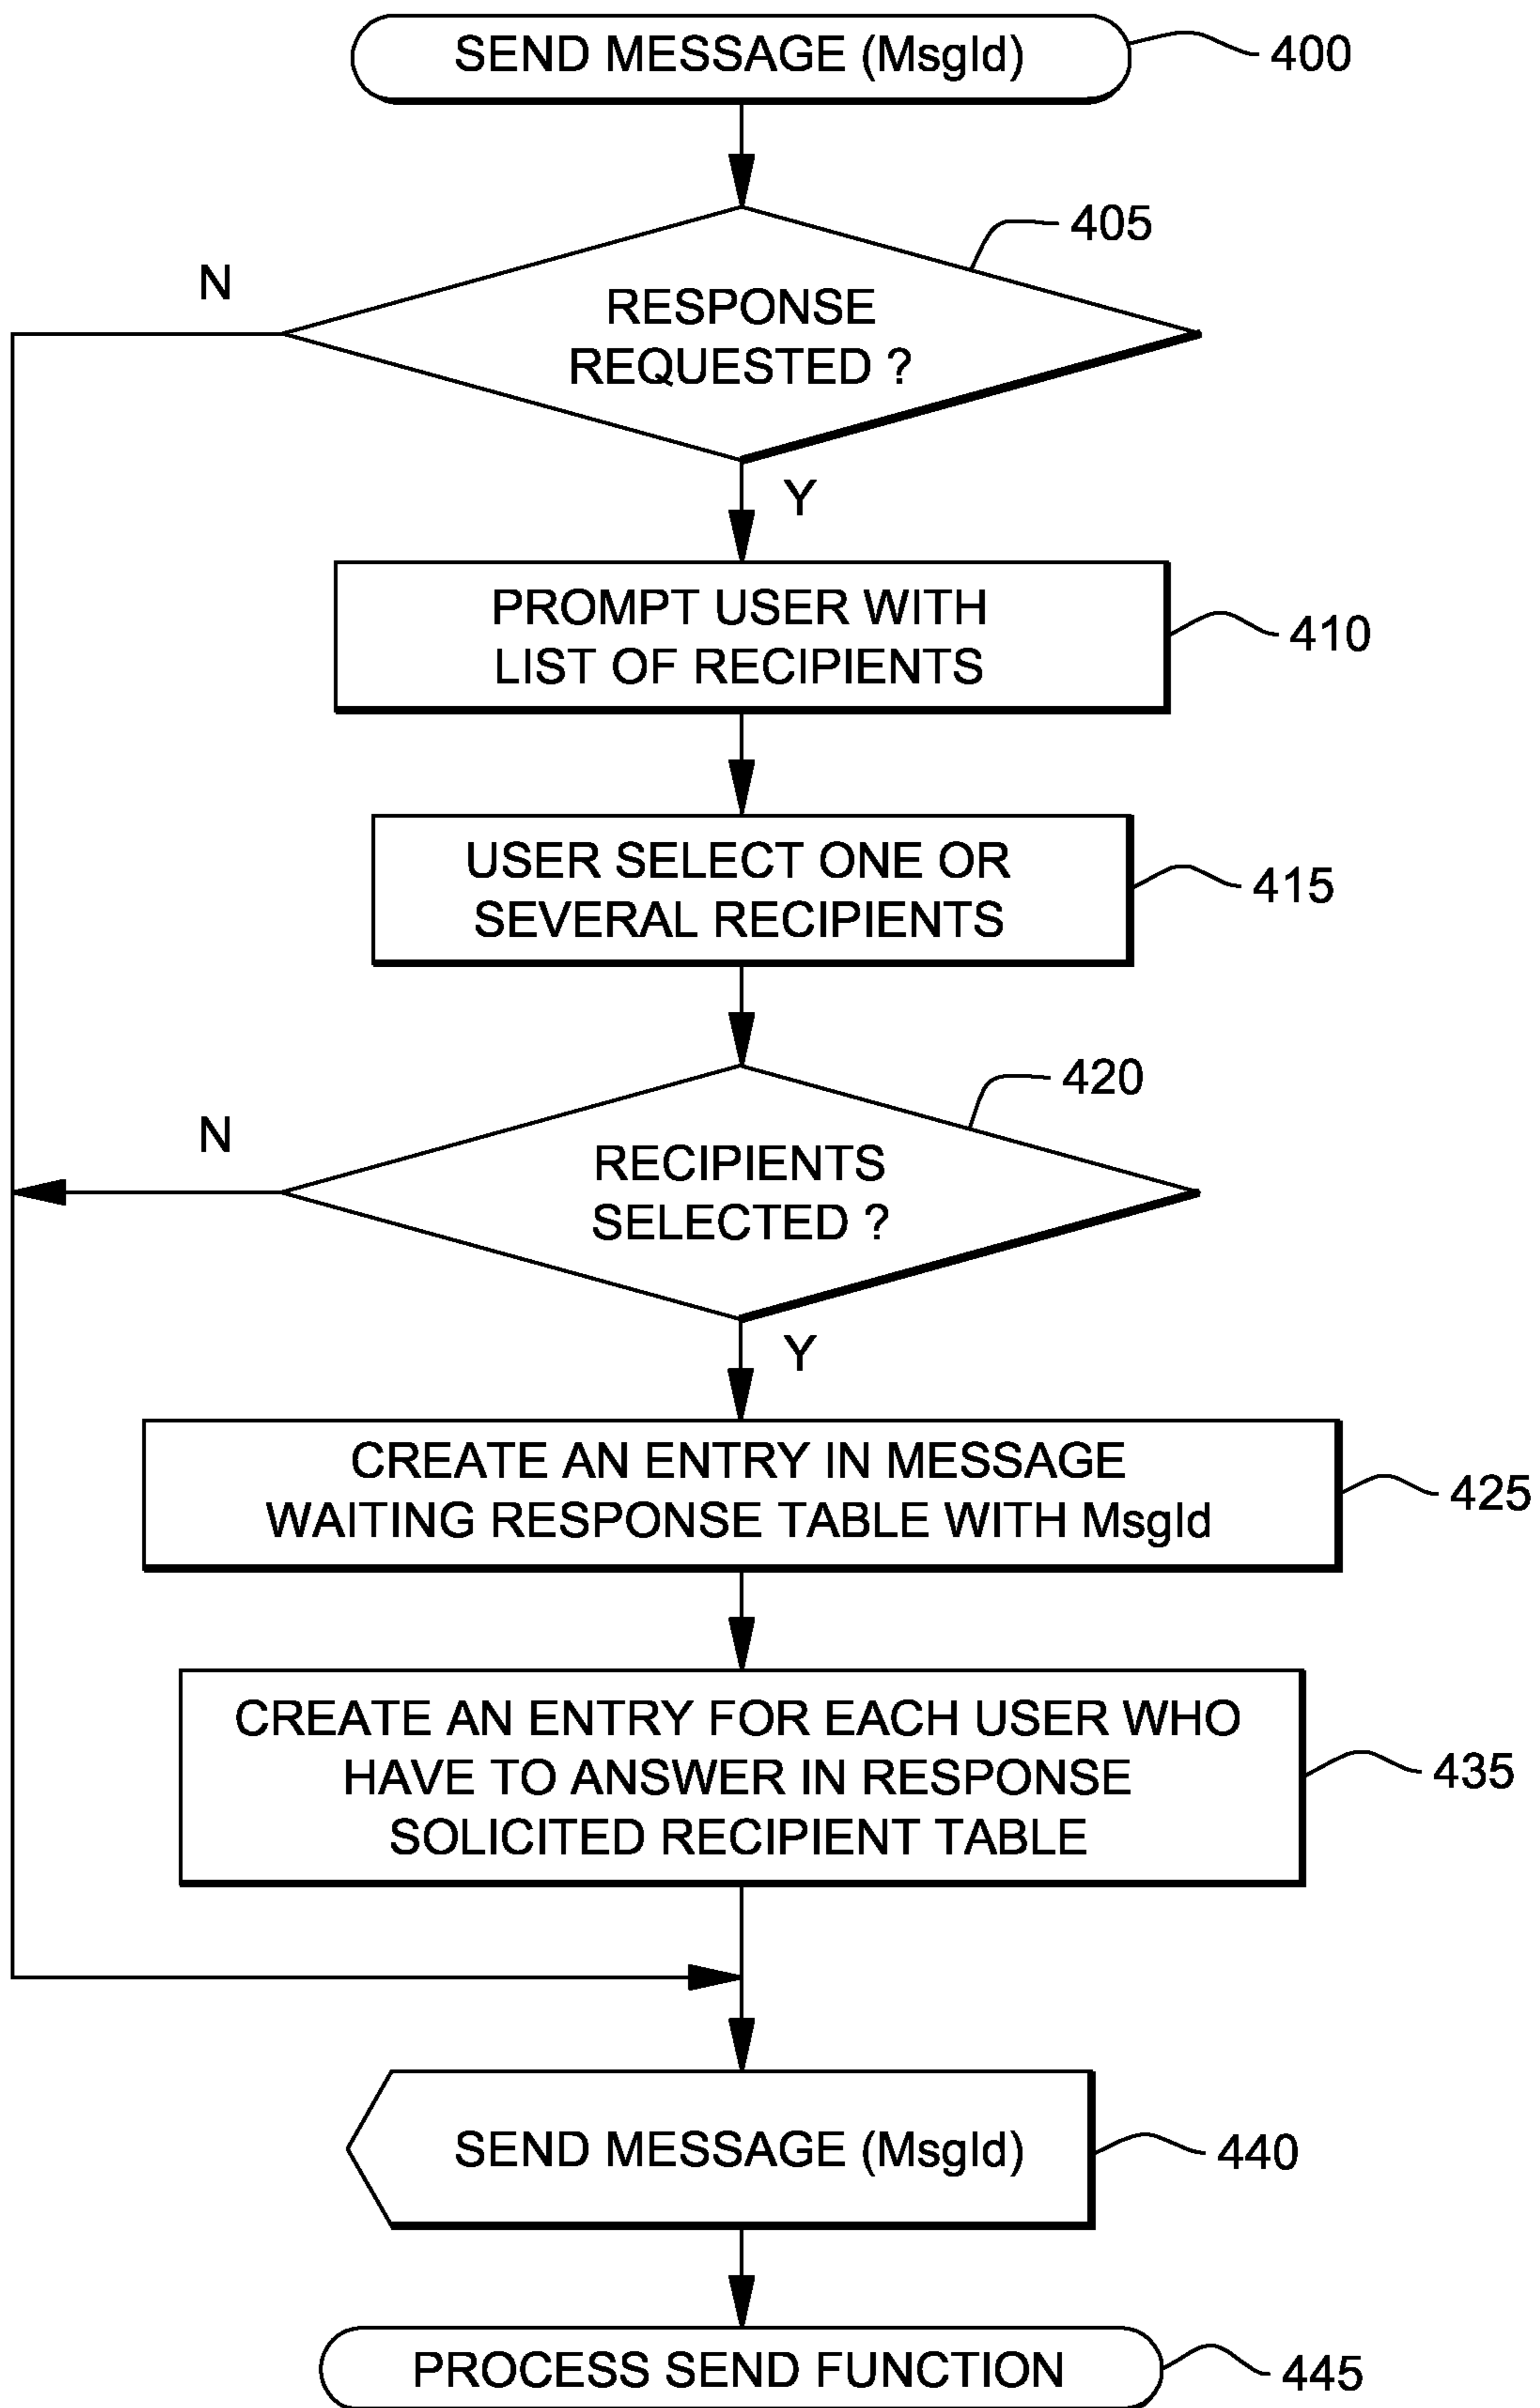 SEND MESSAGE (MsgId)
400
405
N
RESPONSE
REQUESTED ?
Y
PROMPT USER WITH
LIST OF RECIPIENTS
410
USER SELECT ONE OR
SEVERAL RECIPIENTS
415
420
N
RECIPIENTS
SELECTED ?
Y
CREATE AN ENTRY IN MESSAGE
WAITING RESPONSE TABLE WITH MsgId
425
CREATE AN ENTRY FOR EACH USER WHO
HAVE TO ANSWER IN RESPONSE
SOLICITED RECIPIENT TABLE
435
SEND MESSAGE (MsgId)
440
PROCESS SEND FUNCTION
445